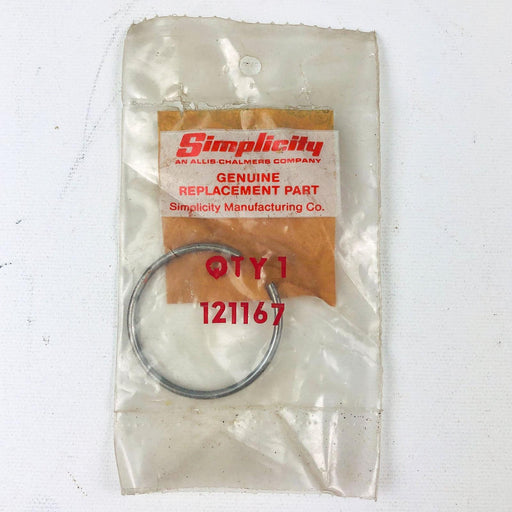 Simplicity
AN ALLIS-CHALMERS COMPANY
GENUINE
REPLACEMENT PART
Simplicity Manufacturing Co.
QTY 1
121167